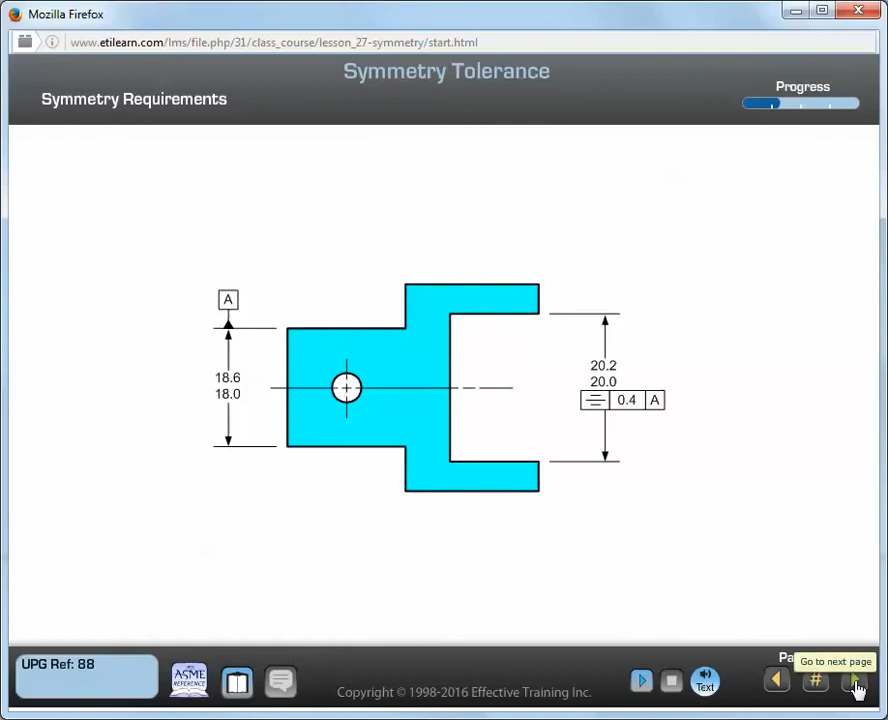 Mozilla Firefox
www.etilearn.com/lms/file.php/31/class_course/lesson_27-symmetry/start.html
Symmetry Tolerance
Symmetry Requirements
Progress
A
18.6
18.0
20.2
20.0
0.4 A
UPG Ref: 88
ASME
REFERENCE
Text
Copyright © 1998-2016 Effective Training Inc.
Pa
Go to next page
#